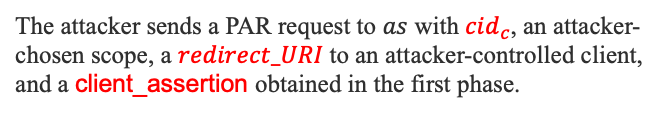 The attacker sends a PAR request to as with cid_c, an attacker-
chosen scope, a redirect_URI to an attacker-controlled client,
and a client_assertion obtained in the first phase.